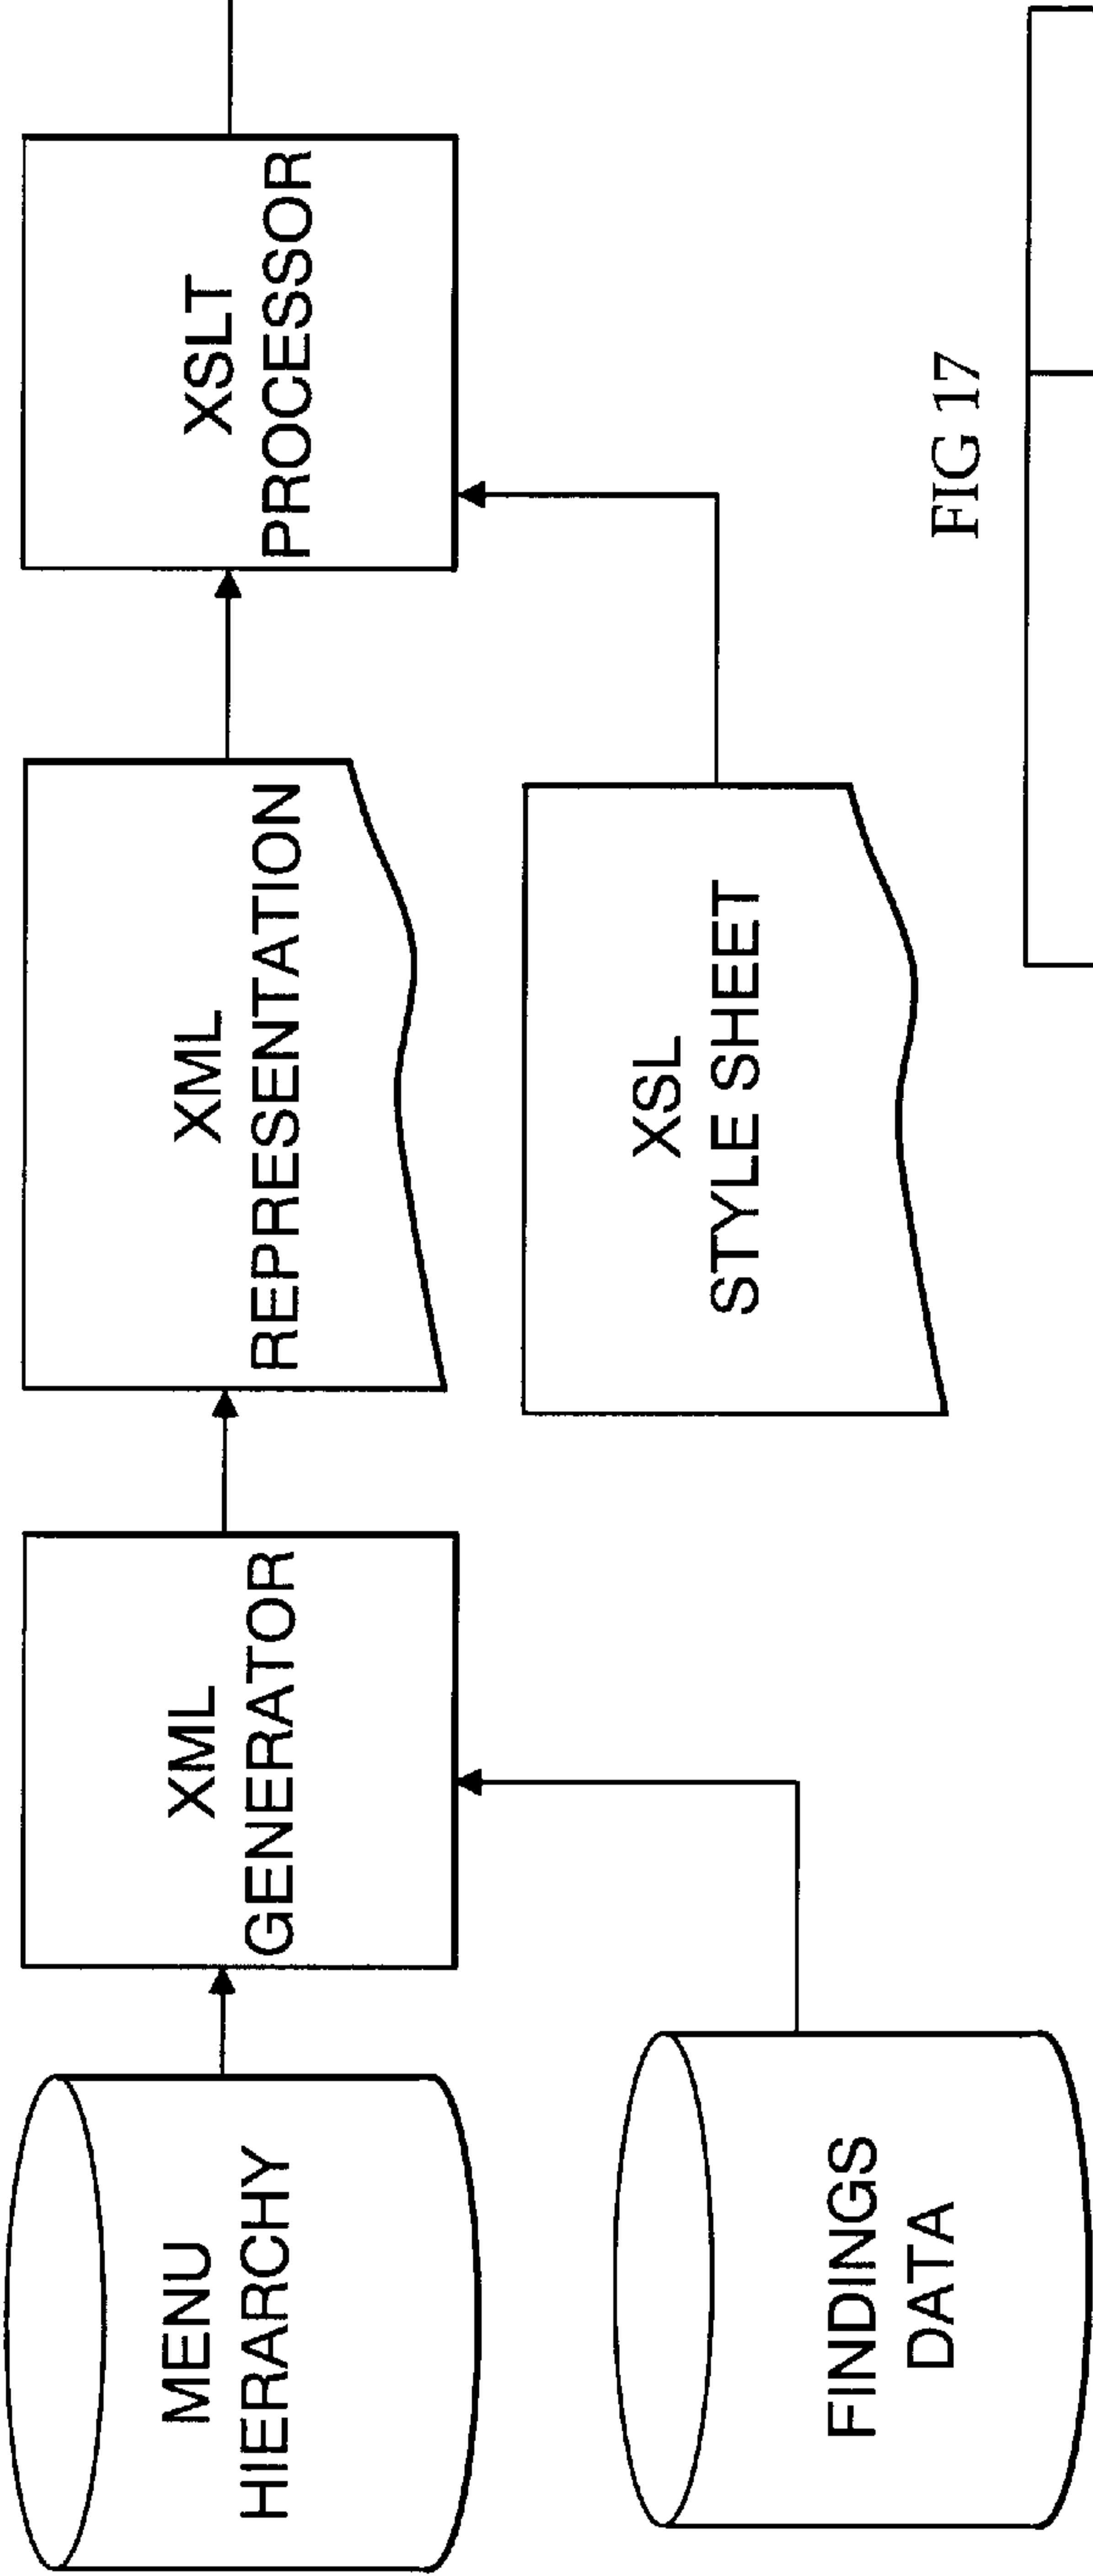 MENU
HIERARCHY
XML
GENERATOR
XML
REPRESENTATION
XSLT
PROCESSOR
FINDINGS
DATA
XSL
STYLE SHEET
FIG 17